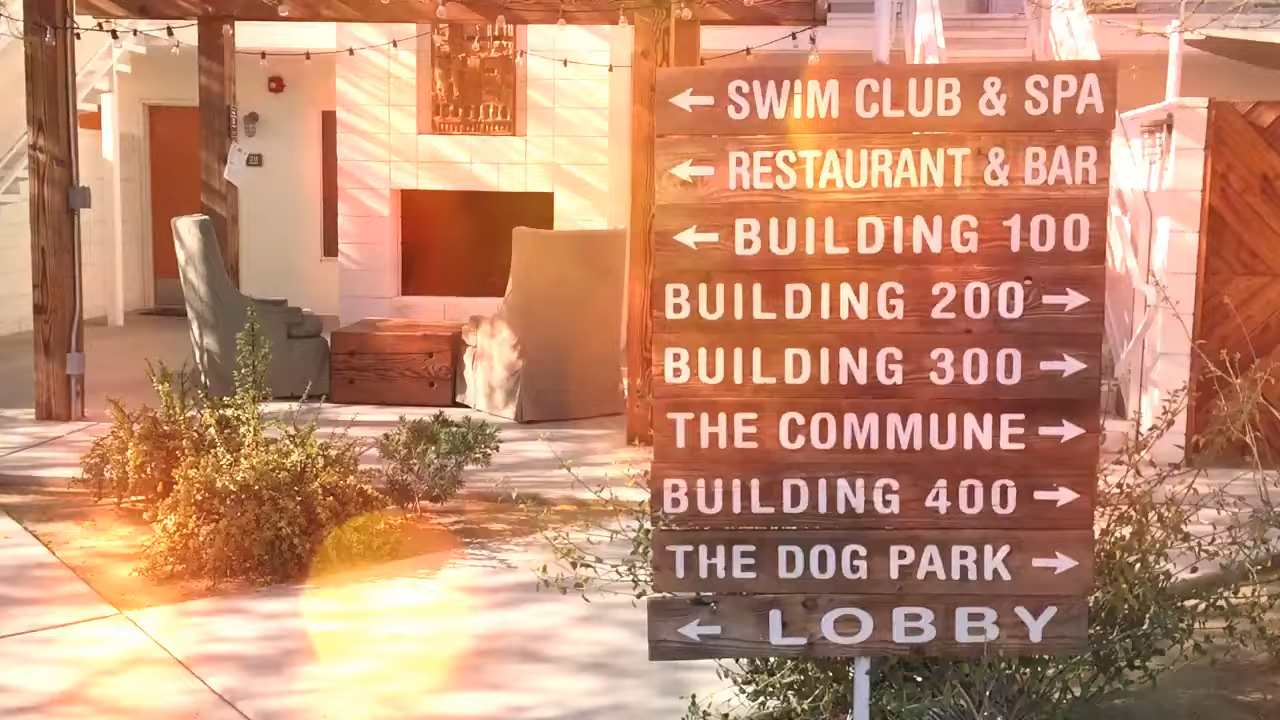 ← SWIM CLUB & SPA
← RESTAURANT & BAR
← BUILDING 100
BUILDING 200 →
BUILDING 300 →
THE COMMUNE →
BUILDING 400 →
THE DOG PARK →
← LOBBY